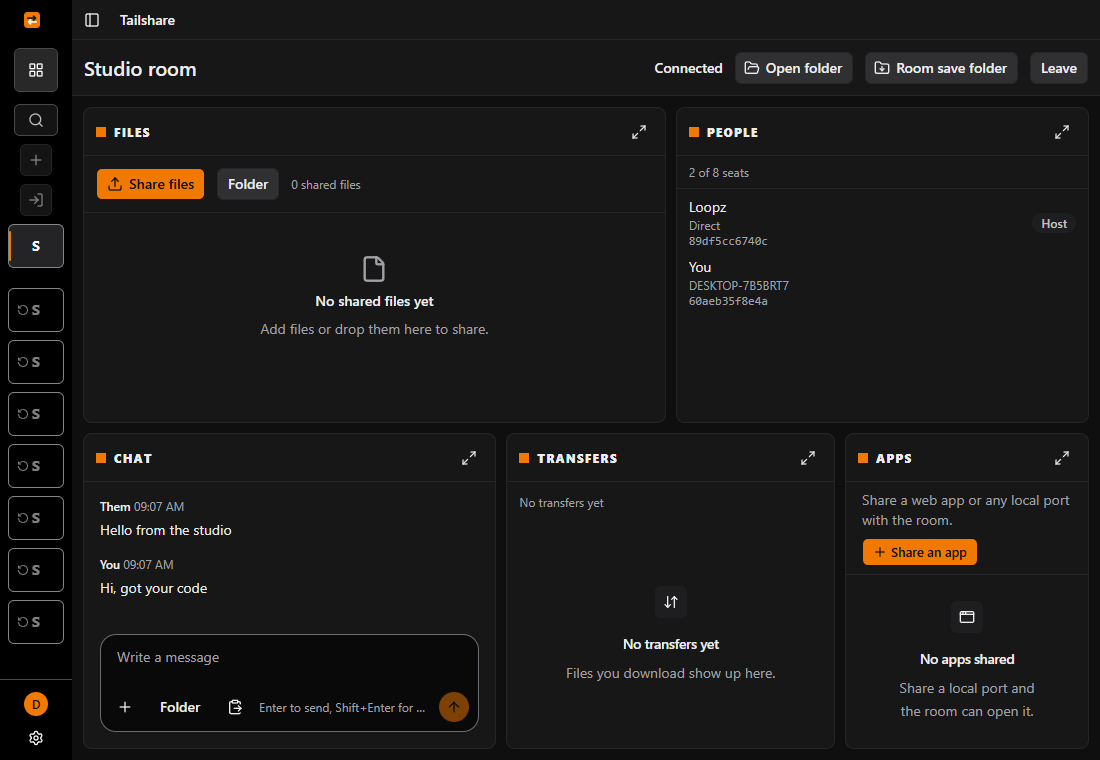 Tailshare
Studio room
Connected
Open folder
Room save folder
Leave
FILES
Share files
Folder
0 shared files
No shared files yet
Add files or drop them here to share.
PEOPLE
2 of 8 seats
Loopz
Direct
89df5cc6740c
Host
You
DESKTOP-7B5BRT7
60aeb35f8e4a
S
S
S
S
S
S
S
S
D
CHAT
Them 09:07 AM
Hello from the studio
You 09:07 AM
Hi, got your code
Write a message
Folder
Enter to send, Shift+Enter for ...
TRANSFERS
No transfers yet
No transfers yet
Files you download show up here.
APPS
Share a web app or any local port
with the room.
Share an app
No apps shared
Share a local port and
the room can open it.